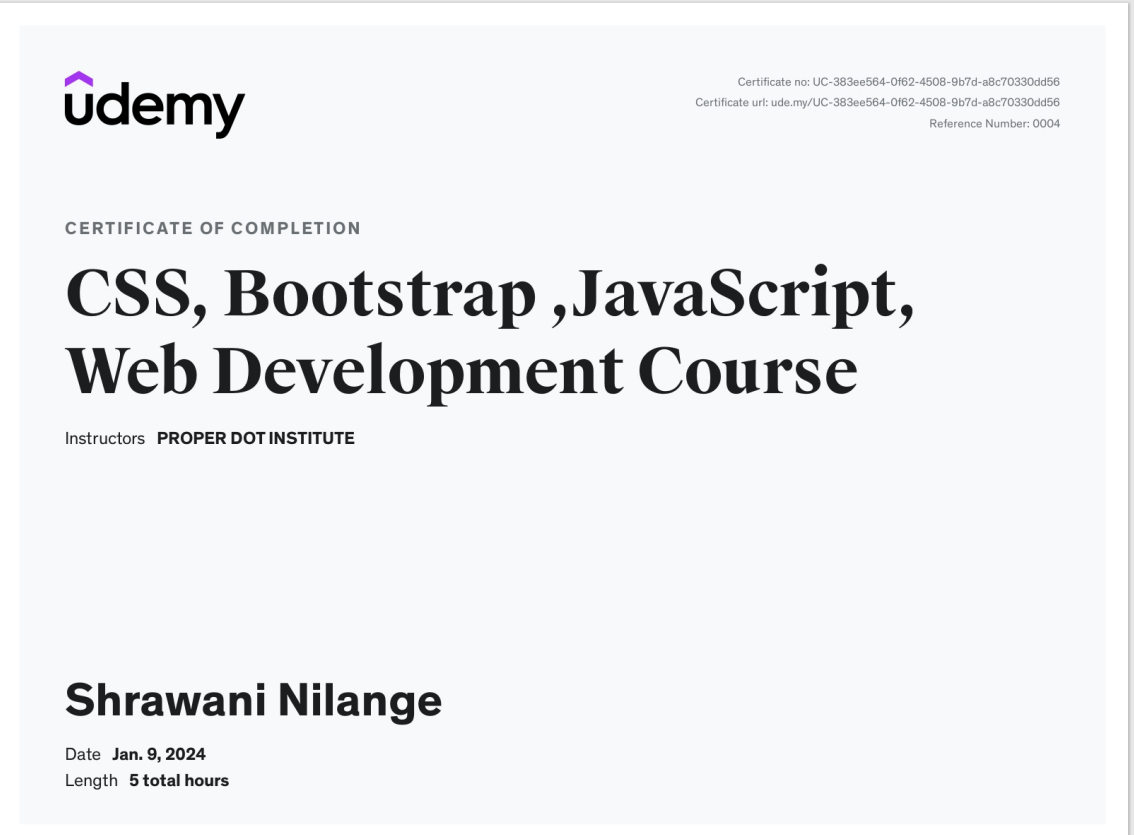 udemy
Certificate no: UC-383ee564-0f62-4508-9b7d-a8c70330dd56
Certificate url: ude.my/UC-383ee564-0f62-4508-9b7d-a8c70330dd56
Reference Number: 0004
CERTIFICATE OF COMPLETION
CSS, Bootstrap ,JavaScript,
Web Development Course
Instructors PROPER DOT INSTITUTE
Shrawani Nilange
Date Jan. 9, 2024
Length 5 total hours